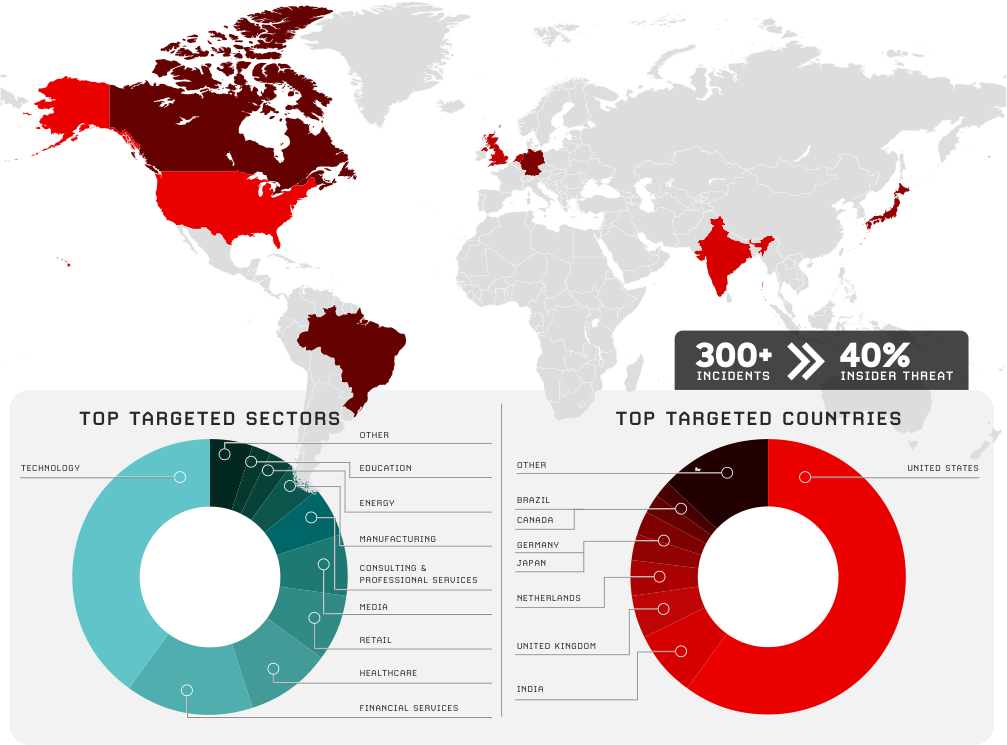 300+
INCIDENTS
40%
INSIDER THREAT
TOP TARGETED SECTORS
OTHER
TECHNOLOGY
EDUCATION
ENERGY
MANUFACTURING
CONSULTING &
PROFESSIONAL SERVICES
MEDIA
RETAIL
HEALTHCARE
FINANCIAL SERVICES
TOP TARGETED COUNTRIES
OTHER
UNITED STATES
BRAZIL
CANADA
GERMANY
JAPAN
NETHERLANDS
UNITED KINGDOM
INDIA